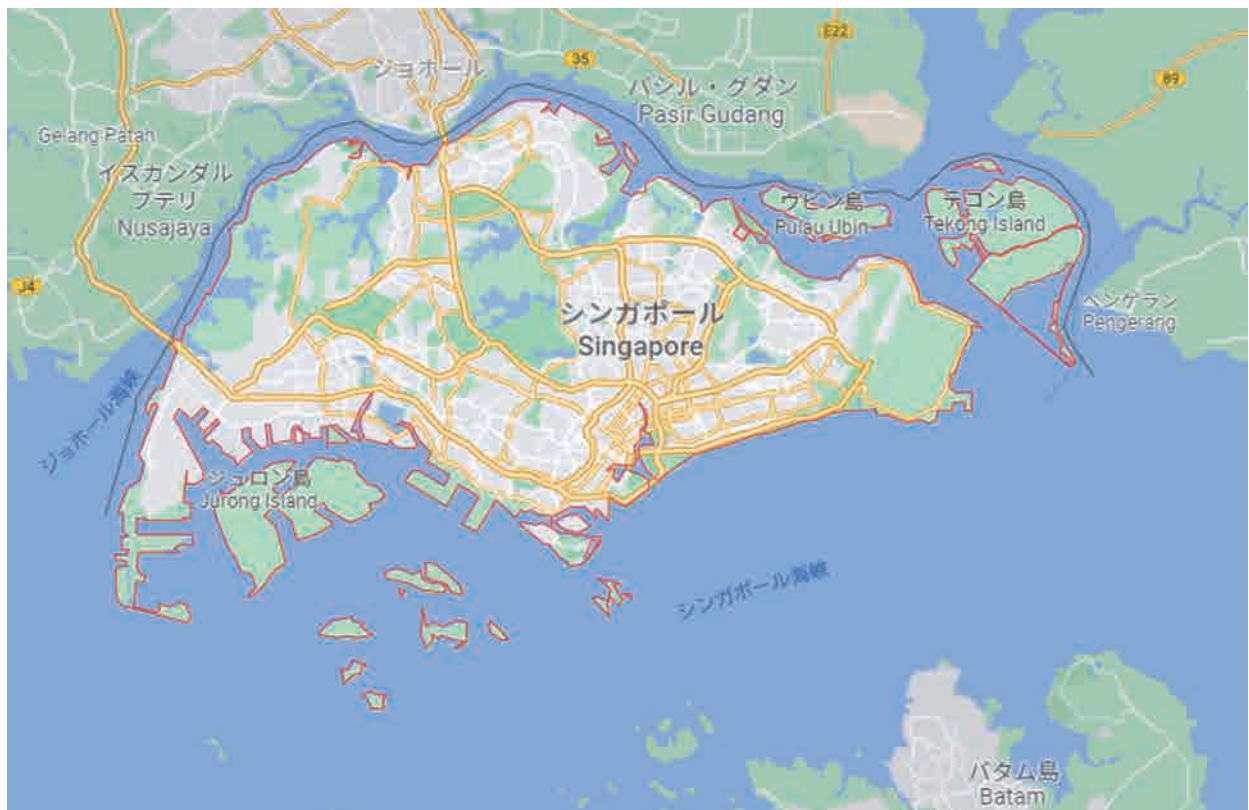 E22
35
ジョホール
89
パシル・グダン
Pasir Gudang
Gelang Patah
イスカンダル
プテリ
Nusajaya
ウビン島
Pulau Ubin
テコン島
Tekong Island
J4
ペンゲラン
Pengerang
シンガポール
Singapore
ジョホール海峡
ジュロン島
Jurong Island
シンガポール海峡
バタム島
Batam